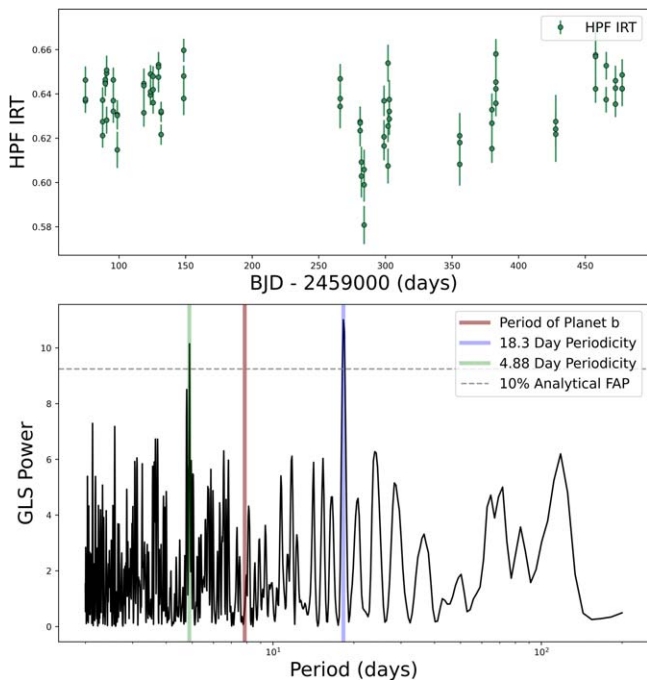 0.66
0.64
0.62
0.60
0.58
HPF IRT
HPF IRT
100 150 200 250 300 350 400 450
BJD - 2459000 (days)
10
8
6
4
2
0
GLS Power
Period of Planet b
18.3 Day Periodicity
4.88 Day Periodicity
10% Analytical FAP
10¹ 10²
Period (days)